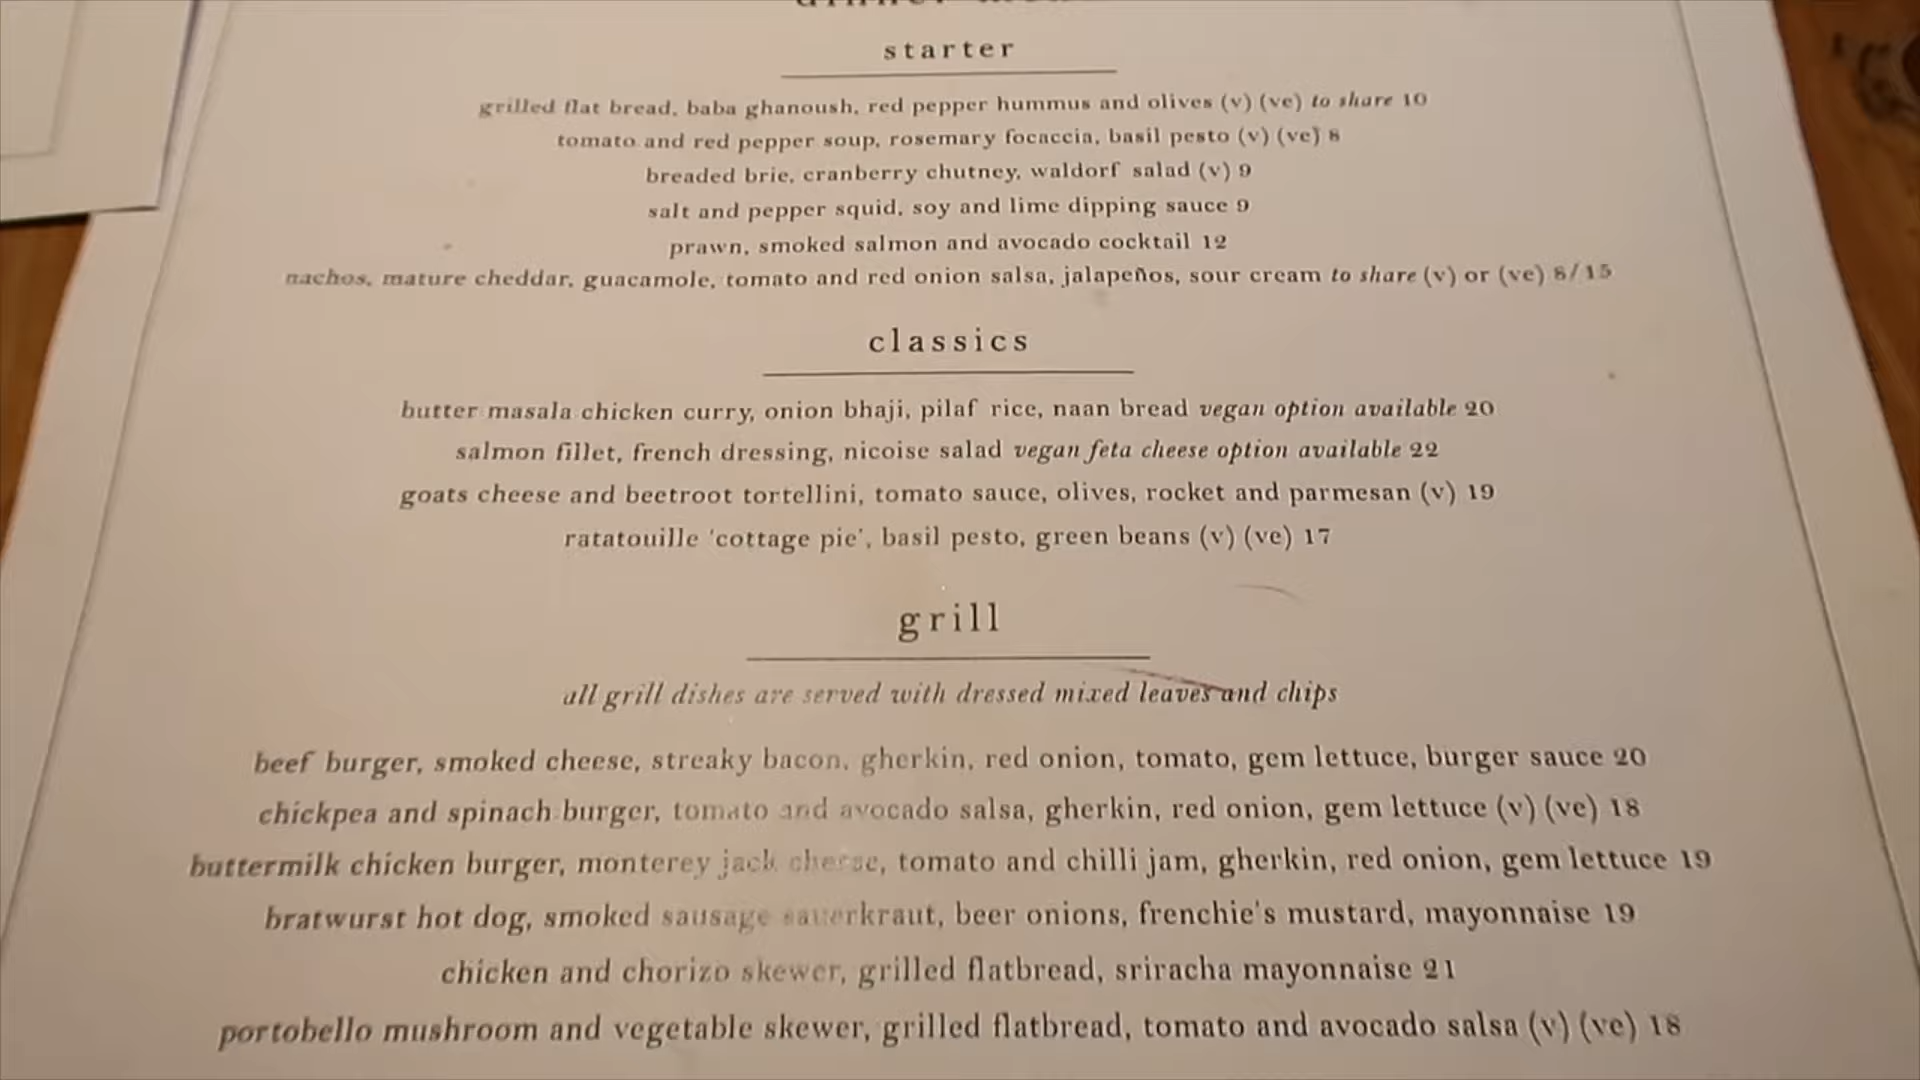 starter
grilled flat bread, baba ghanoush, red pepper hummus and olives (v) (ve) to share 10
tomato and red pepper soup, rosemary focaccia, basil pesto (v) (ve) 8
breaded brie, cranberry chutney, waldorf salad (v) 9
salt and pepper squid, soy and lime dipping sauce 9
prawn, smoked salmon and avocado cocktail 12
nachos, mature cheddar, guacamole, tomato and red onion salsa, jalapeños, sour cream to share (v) or (ve) 8/15
classics
butter masala chicken curry, onion bhaji, pilaf rice, naan bread vegan option available 20
salmon fillet, french dressing, nicoise salad vegan feta cheese option available 22
goats cheese and beetroot tortellini, tomato sauce, olives, rocket and parmesan (v) 19
ratatouille 'cottage pie', basil pesto, green beans (v) (ve) 17
grill
all grill dishes are served with dressed mixed leaves and chips
beef burger, smoked cheese, streaky bacon, gherkin, red onion, tomato, gem lettuce, burger sauce 20
chickpea and spinach burger, tomato and avocado salsa, gherkin, red onion, gem lettuce (v) (ve) 18
buttermilk chicken burger, monterey jack cheese, tomato and chilli jam, gherkin, red onion, gem lettuce 19
bratwurst hot dog, smoked sausage sauerkraut, beer onions, frenchie's mustard, mayonnaise 19
chicken and chorizo skewer, grilled flatbread, sriracha mayonnaise 21
portobello mushroom and vegetable skewer, grilled flatbread, tomato and avocado salsa (v) (ve) 18